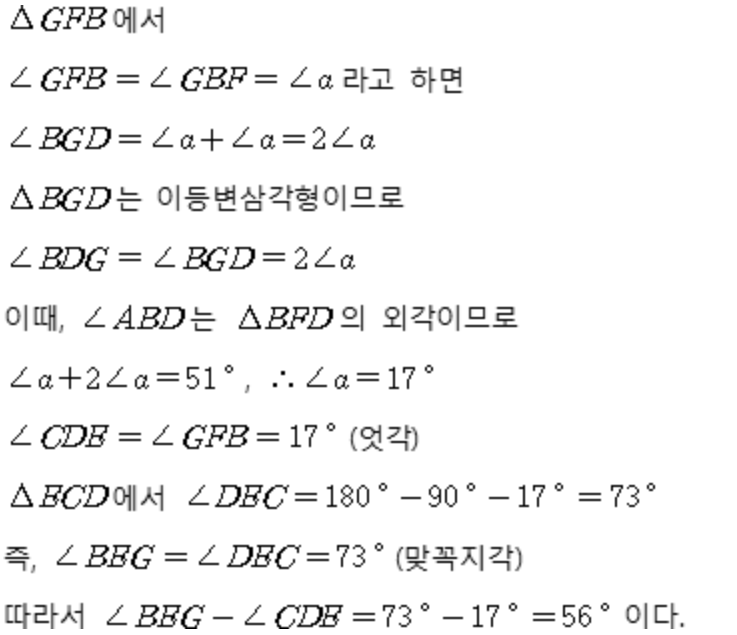 △GFB에서
∠GFB=∠GBF=∠a라고 하면
∠BGD=∠a+∠a=2∠a
△BGD는 이등변삼각형이므로
∠BDG=∠BGD=2∠a
이때, ∠ABD는 △BFD의 외각이므로
∠a+2∠a=51°, ∴∠a=17°
∠CDE=∠GFB=17°(엇각)
△ECD에서 ∠DEC=180°-90°-17°=73°
즉, ∠BEG=∠DEC=73°(맞꼭지각)
따라서 ∠BEG-∠CDE=73°-17°=56°이다.